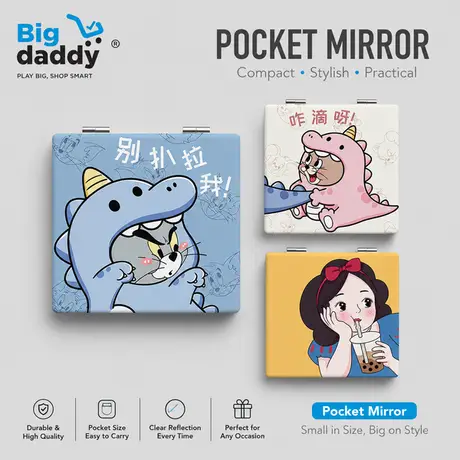 Big
daddy®
PLAY BIG, SHOP SMART
POCKET MIRROR
Compact • Stylish • Practical
别扒拉
我!
咋滴呀!
Durable &
High Quality
Pocket Size
Easy to Carry
Clear Reflection
Every Time
Perfect for
Any Occasion
Pocket Mirror
Small in Size, Big on Style